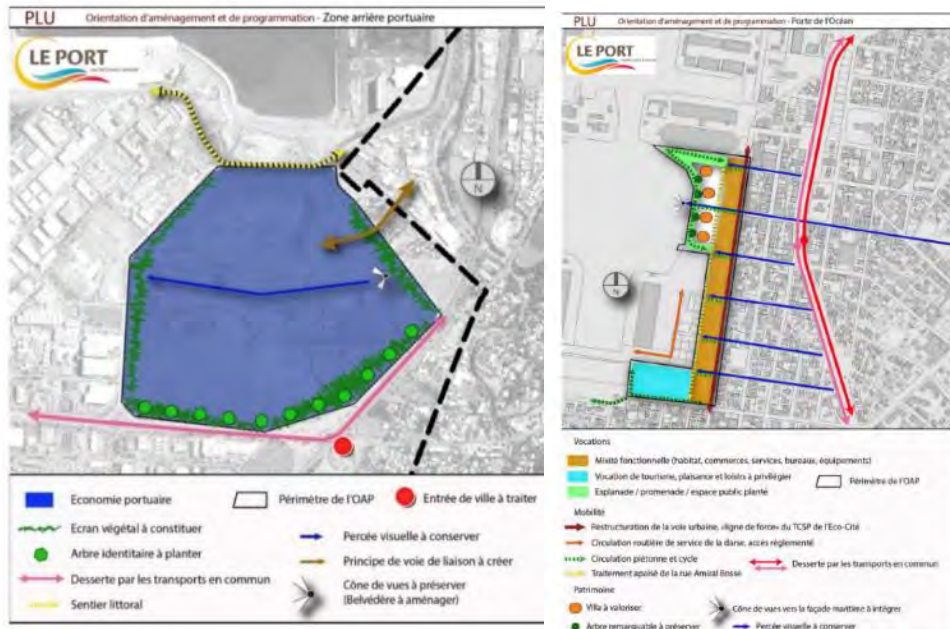 PLU Orientation d'aménagement et de programmation - Zone arrière portuaire
LE PORT
N
Economie portuaire
Périmètre de l'OAP
Entrée de ville à traiter
Ecran végétal à constituer
Percée visuelle à conserver
Arbre identitaire à planter
Principe de voie de liaison à créer
Desserte par les transports en commun
Cône de vues à préserver
(Belvédère à aménager)
Sentier littoral
PLU Orientation d'aménagement et de programmation - Porte de l'Océan
LE PORT
N
Vocations
Mixité fonctionnelle (habitat, commerces, services, bureaux, équipements)
Vocation de tourisme, plaisance et loisirs à privilégier
Périmètre de l'OAP
Esplanade / promenade / espace public planté
Mobilité
Restructuration de la voie urbaine, «ligne de force» du TCSP de l'Eco-Cité
Circulation routière de service de la darse, accès réglementé
Circulation piétonne et cycle
Desserte par les transports en commun
Traitement apaisé de la rue Amiral Bosse
Patrimoine
Villa à valoriser
Cône de vues vers la façade maritime à intégrer
Arbre remarquable à préserver
Percée visuelle à conserver